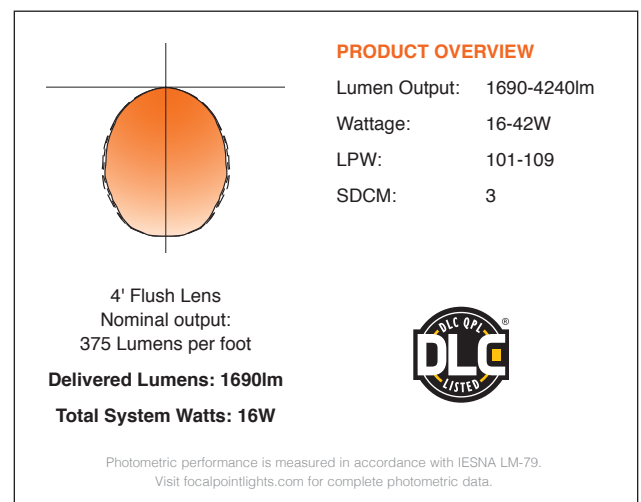 PRODUCT OVERVIEW
Lumen Output: 1690-4240lm
Wattage: 16-42W
LPW: 101-109
SDCM: 3
4' Flush Lens
Nominal output:
375 Lumens per foot
Delivered Lumens: 1690lm
Total System Watts: 16W
DLC QPL
®
DLC
LISTED
Photometric performance is measured in accordance with IESNA LM-79.
Visit focalpointlights.com for complete photometric data.